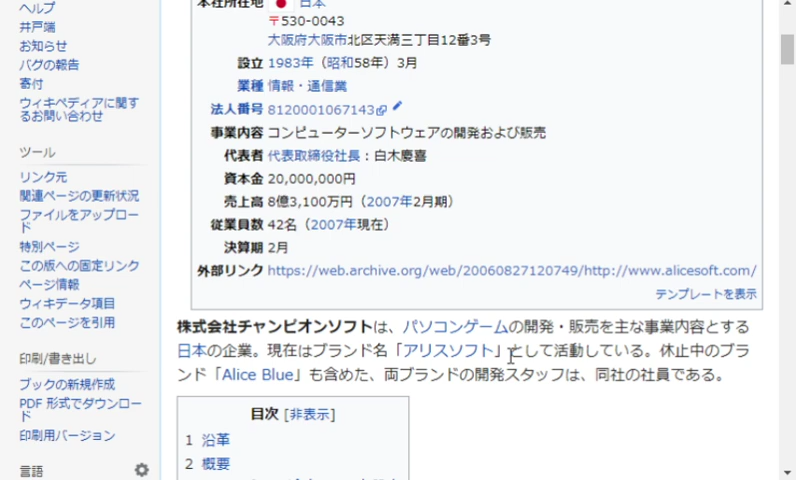 ヘルプ
井戸端
お知らせ
バグの報告
寄付
ウィキペディアに関す
るお問い合わせ
ツール
リンク元
関連ページの更新状況
ファイルをアップロー
ド
特別ページ
この版への固定リンク
ページ情報
ウィキデータ項目
このページを引用
印刷/書き出し
ブックの新規作成
PDF 形式でダウンロー
ド
印刷用バージョン
言語
本社所在地 日本
〒530-0043
大阪府大阪市北区天満三丁目12番3号
設立 1983年（昭和58年）3月
業種 情報・通信業
法人番号 8120001067143
事業内容 コンピューターソフトウェアの開発および販売
代表者 代表取締役社長：白木慶喜
資本金 20,000,000円
売上高 8億3,100万円（2007年2月期）
従業員数 42名（2007年現在）
決算期 2月
外部リンク https://web.archive.org/web/20060827120749/http://www.alicesoft.com/
テンプレートを表示
株式会社チャンピオンソフトは、パソコンゲームの開発・販売を主な事業内容とする
日本の企業。現在はブランド名「アリスソフト」として活動している。休止中のブラ
ンド「Alice Blue」も含めた、両ブランドの開発スタッフは、同社の社員である。
目次 [非表示]
1 沿革
2 概要